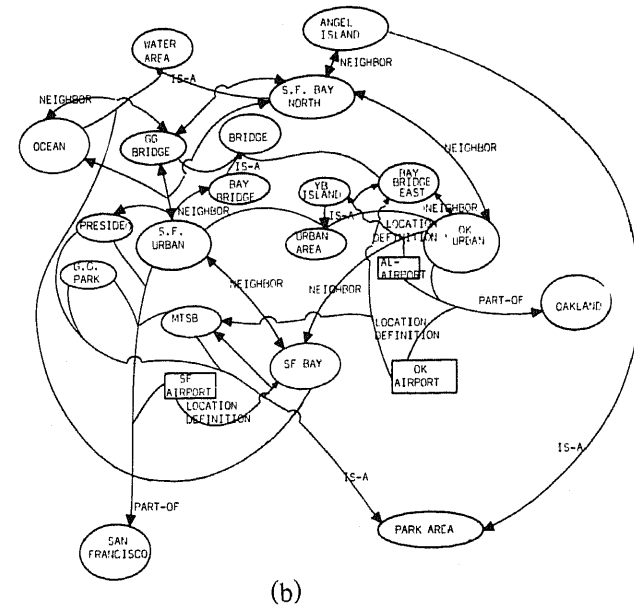 ANGEL
ISLAND
WATER
AREA
IS-A
NEIGHBOR
S.F. BAY
NORTH
NEIGHBOR
OCEAN
GG
BRIDGE
BRIDGE
NEIGHBOR
IS-A
BAY
BRIDGE
YB
ISLAND
BAY
BRIDGE
EAST
NEIGHBOR
NEIGHBOR
PRESIDEO
S.F.
URBAN
IS-A
URBAN
AREA
LOCATION
DEFINITION
OK
URBAN
G.G.
PARK
AL-
AIRPORT
NEIGHBOR
NEIGHBOR
PART-OF
OAKLAND
MTSB
LOCATION
DEFINITION
SF BAY
SF
AIRPORT
OK
AIRPORT
LOCATION
DEFINITION
IS-A
IS-A
PART-OF
SAN
FRANCISCO
PARK AREA
(b)